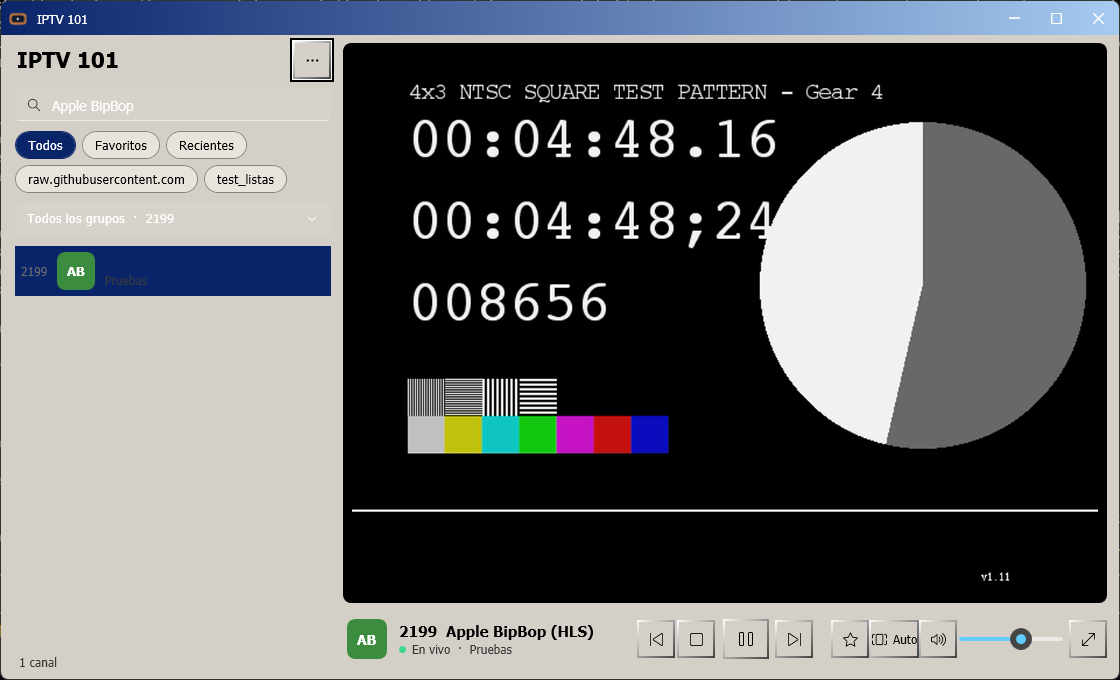 IPTV 101
IPTV 101
...
Apple BipBop
Todos
Favoritos
Recientes
raw.githubusercontent.com
test_listas
Todos los grupos · 2199
2199
AB
Pruebas
1 canal
4x3 NTSC SQUARE TEST PATTERN - Gear 4
00:04:48.16
00:04:48;24
008656
v1.11
AB
2199 Apple BipBop (HLS)
En vivo · Pruebas
Auto